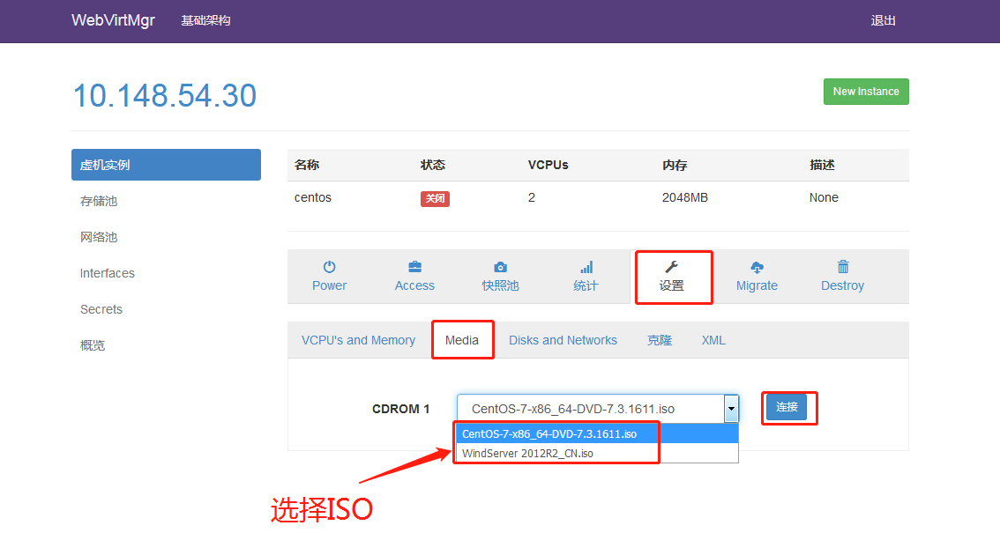 WebVirtMgr 基础架构 退出
10.148.54.30
New Instance
虚机实例
存储池
网络池
Interfaces
Secrets
概览
名称 状态 VCPUs 内存 描述
centos 关闭 2 2048MB None
Power Access 快照池 统计 设置 Migrate Destroy
VCPU's and Memory Media Disks and Networks 克隆 XML
CDROM 1 CentOS-7-x86_64-DVD-7.3.1611.iso 连接
CentOS-7-x86_64-DVD-7.3.1611.iso
WindServer 2012R2_CN.iso
选择ISO